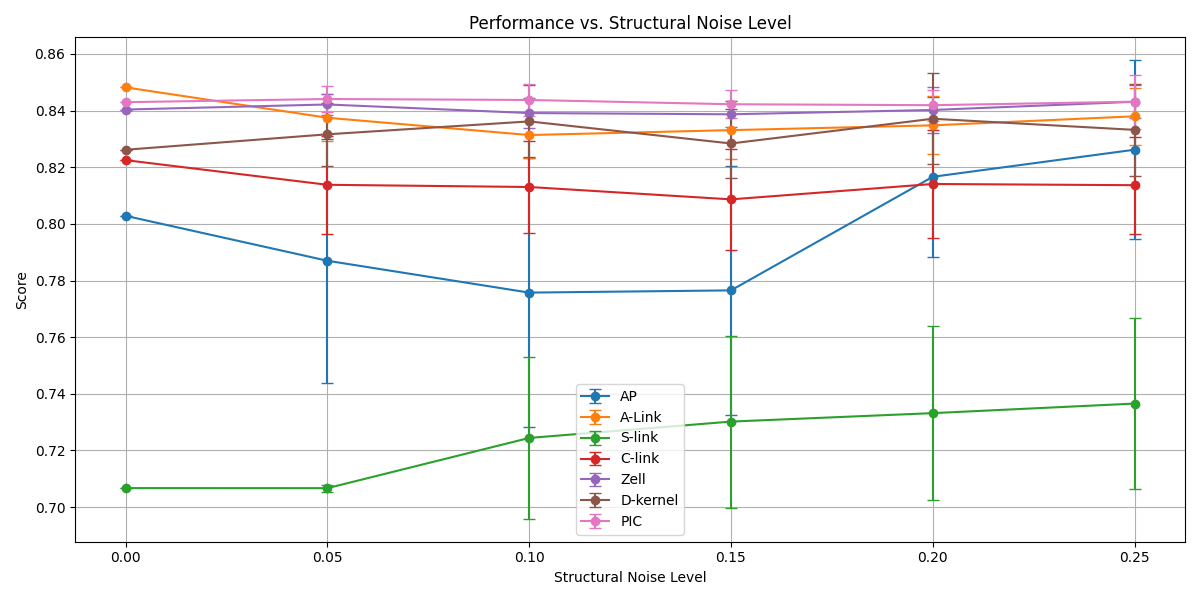 Performance vs. Structural Noise Level
0.86
0.84
0.82
0.80
0.78
0.76
0.74
0.72
0.70
Score
AP
A-Link
S-link
C-link
Zell
D-kernel
PIC
0.00 0.05 0.10 0.15 0.20 0.25
Structural Noise Level